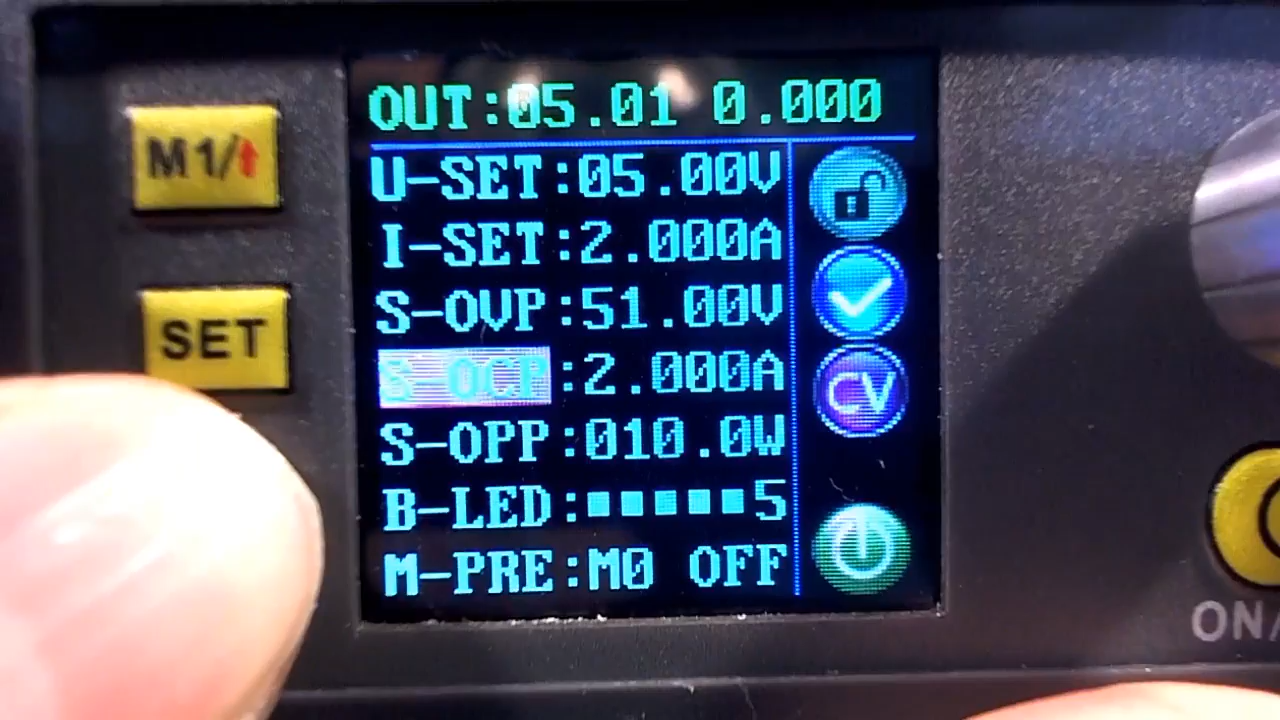 M1/↑
SET
OUT:05.01 0.000
U-SET:05.00V
I-SET:2.000A
S-OVP:51.00V
S-OCP:2.000A
S-OPP:010.0W
B-LED:▪▪▪▪▪5
M-PRE:M0 OFF
CV
ON/